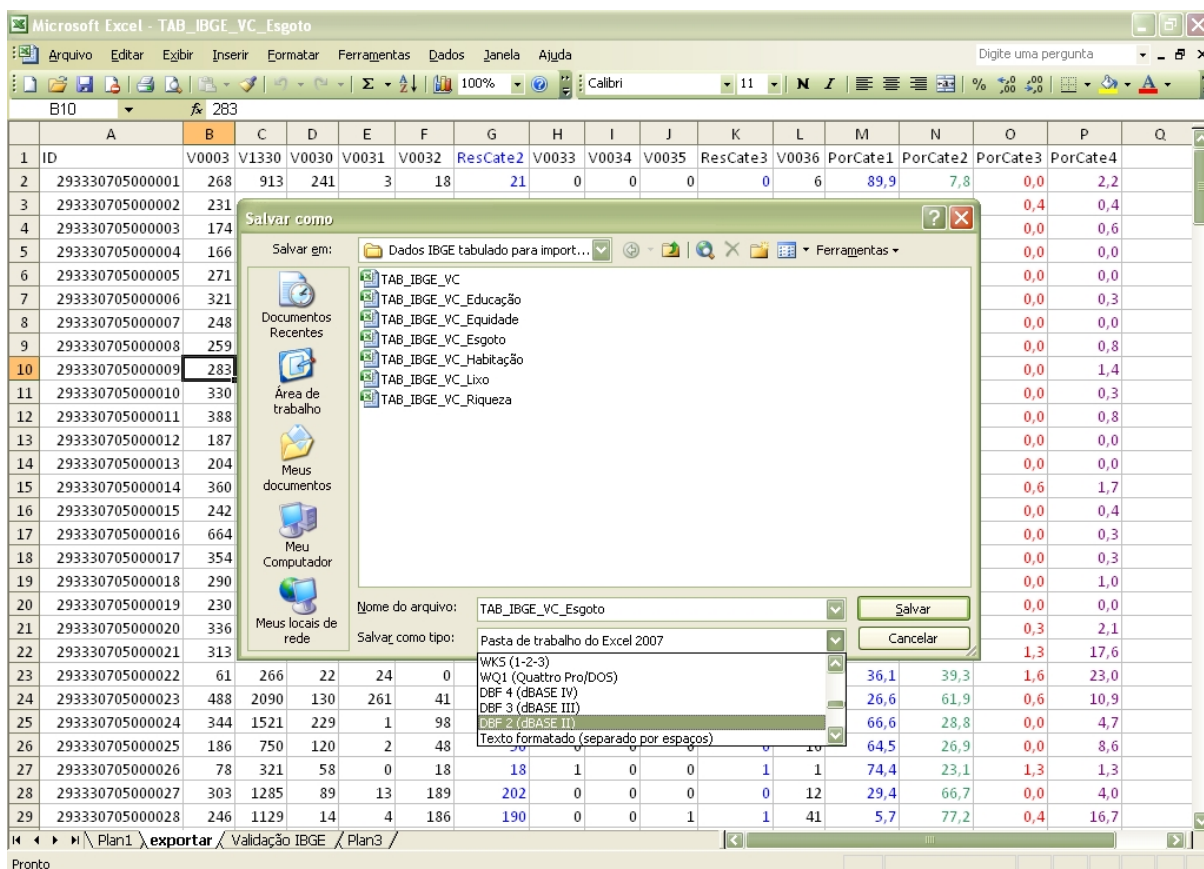 Microsoft Excel - TAB_IBGE_VC_Esgoto
Arquivo Editar Exibir Inserir Formatar Ferramentas Dados Janela Ajuda Digite uma pergunta
100% Calibri 11 N I % ,00
B10 fx 283
A B C D E F G H I J K L M N O P Q
1 ID V0003 V1330 V0030 V0031 V0032 ResCate2 V0033 V0034 V0035 ResCate3 V0036 PorCate1 PorCate2 PorCate3 PorCate4
2 293330705000001 268 913 241 3 18 21 0 0 0 0 6 89,9 7,8 0,0 2,2
3 293330705000002 231 0,4 0,4
4 293330705000003 174 0,0 0,6
5 293330705000004 166 0,0 0,0
6 293330705000005 271 0,0 0,0
7 293330705000006 321 0,0 0,3
8 293330705000007 248 0,0 0,0
9 293330705000008 259 0,0 0,8
10 293330705000009 283 0,0 1,4
11 293330705000010 330 0,0 0,3
12 293330705000011 388 0,0 0,8
13 293330705000012 187 0,0 0,0
14 293330705000013 204 0,0 0,0
15 293330705000014 360 0,6 1,7
16 293330705000015 242 0,0 0,4
17 293330705000016 664 0,0 0,3
18 293330705000017 354 0,0 0,3
19 293330705000018 290 0,0 1,0
20 293330705000019 230 0,0 0,0
21 293330705000020 336 0,3 2,1
22 293330705000021 313 1,3 17,6
23 293330705000022 61 266 22 24 0 36,1 39,3 1,6 23,0
24 293330705000023 488 2090 130 261 41 26,6 61,9 0,6 10,9
25 293330705000024 344 1521 229 1 98 66,6 28,8 0,0 4,7
26 293330705000025 186 750 120 2 48 50 0 0 0 0 16 64,5 26,9 0,0 8,6
27 293330705000026 78 321 58 0 18 18 1 0 0 1 1 74,4 23,1 1,3 1,3
28 293330705000027 303 1285 89 13 189 202 0 0 0 0 12 29,4 66,7 0,0 4,0
29 293330705000028 246 1129 14 4 186 190 0 0 1 1 41 5,7 77,2 0,4 16,7
Salvar como
Salvar em: Dados IBGE tabulado para import... Ferramentas
Documentos
Recentes
Área de
trabalho
Meus
documentos
Meu
Computador
Meus locais de
rede
TAB_IBGE_VC
TAB_IBGE_VC_Educação
TAB_IBGE_VC_Equidade
TAB_IBGE_VC_Esgoto
TAB_IBGE_VC_Habitação
TAB_IBGE_VC_Lixo
TAB_IBGE_VC_Riqueza
Nome do arquivo: TAB_IBGE_VC_Esgoto Salvar
Salvar como tipo: Pasta de trabalho do Excel 2007 Cancelar
WKS (1-2-3)
WQ1 (Quattro Pro/DOS)
DBF 4 (dBASE IV)
DBF 3 (dBASE III)
DBF 2 (dBASE II)
Texto formatado (separado por espaços)
Plan1 exportar Validação IBGE Plan3
Pronto